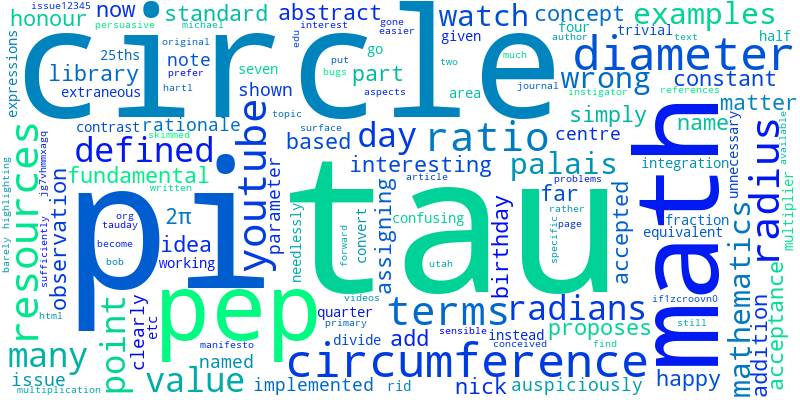 issue12345
persuasive
michael
gone
edu
interest
easier
author
honour
now
standard
abstract
watch
concept
examples
circle
original
put
two
given
four
trivial
half
text
expressions
25ths
note
prefer
go
seven
bugs
part
much
diameter
library
extraneous
hartl
shown
aspects
area
journal
wrong
instigator
constant
references
matter
contrast
rationale
topic
simply
name
defined
skimmed
based
surface
day
ratio
centre
integration
fundamental
written
youtube
interesting
article
palais
problems
math
radius
unnecessary
available
barely
highlighting
resources
sufficiently
jg7vhmmxagq
observation
pi
tau
2π
parameter
needlessly
convert
forward
assigning
confusing
utah
birthday
far
or
rather
specific
page
accepted
fraction
equivalent
multiplier
org
tauday
become
bob
idea
working
terms
radians
if1zcroovn0
mathematics
html
point
clearly
etc
pep
videos
quarter
primary
sensible
conceived
instead
proposes
still
find
manifesto
divide
add
circumference
many
issue
multiplication
named
value
implemented
rid
nick
auspiciously
happy
addition
acceptance